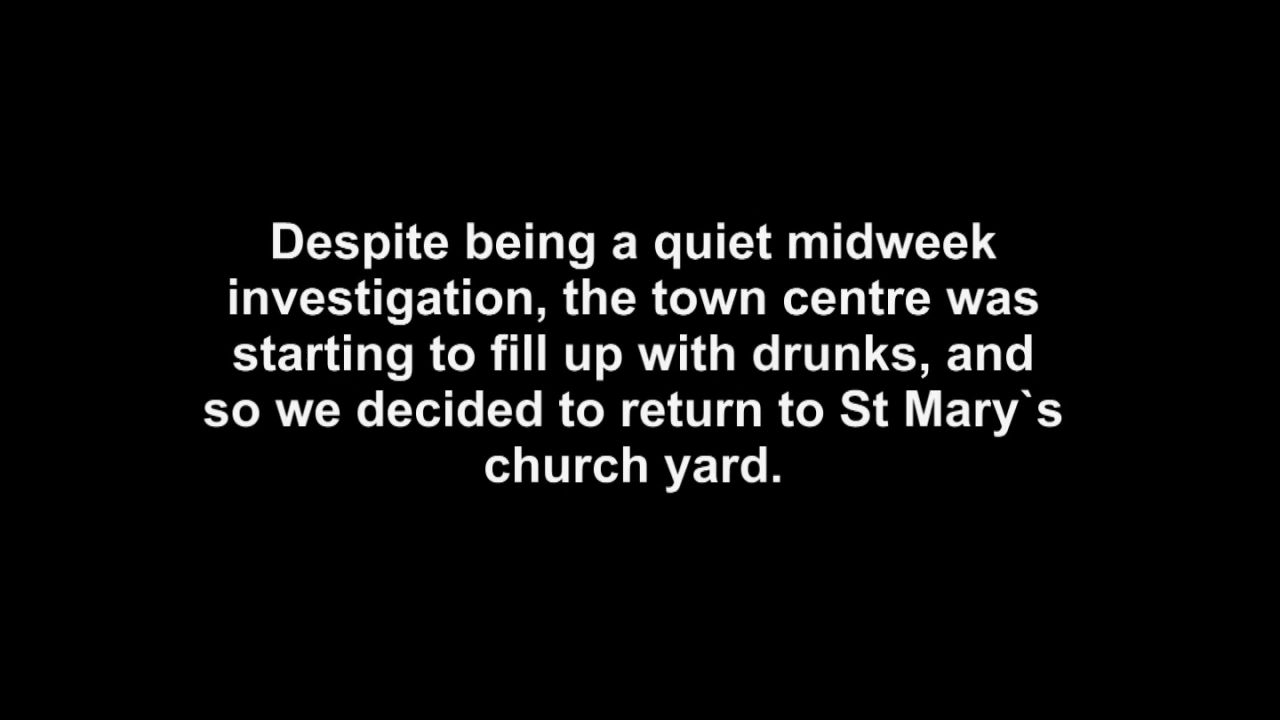 Despite being a quiet midweek
investigation, the town centre was
starting to fill up with drunks, and
so we decided to return to St Mary`s
church yard.